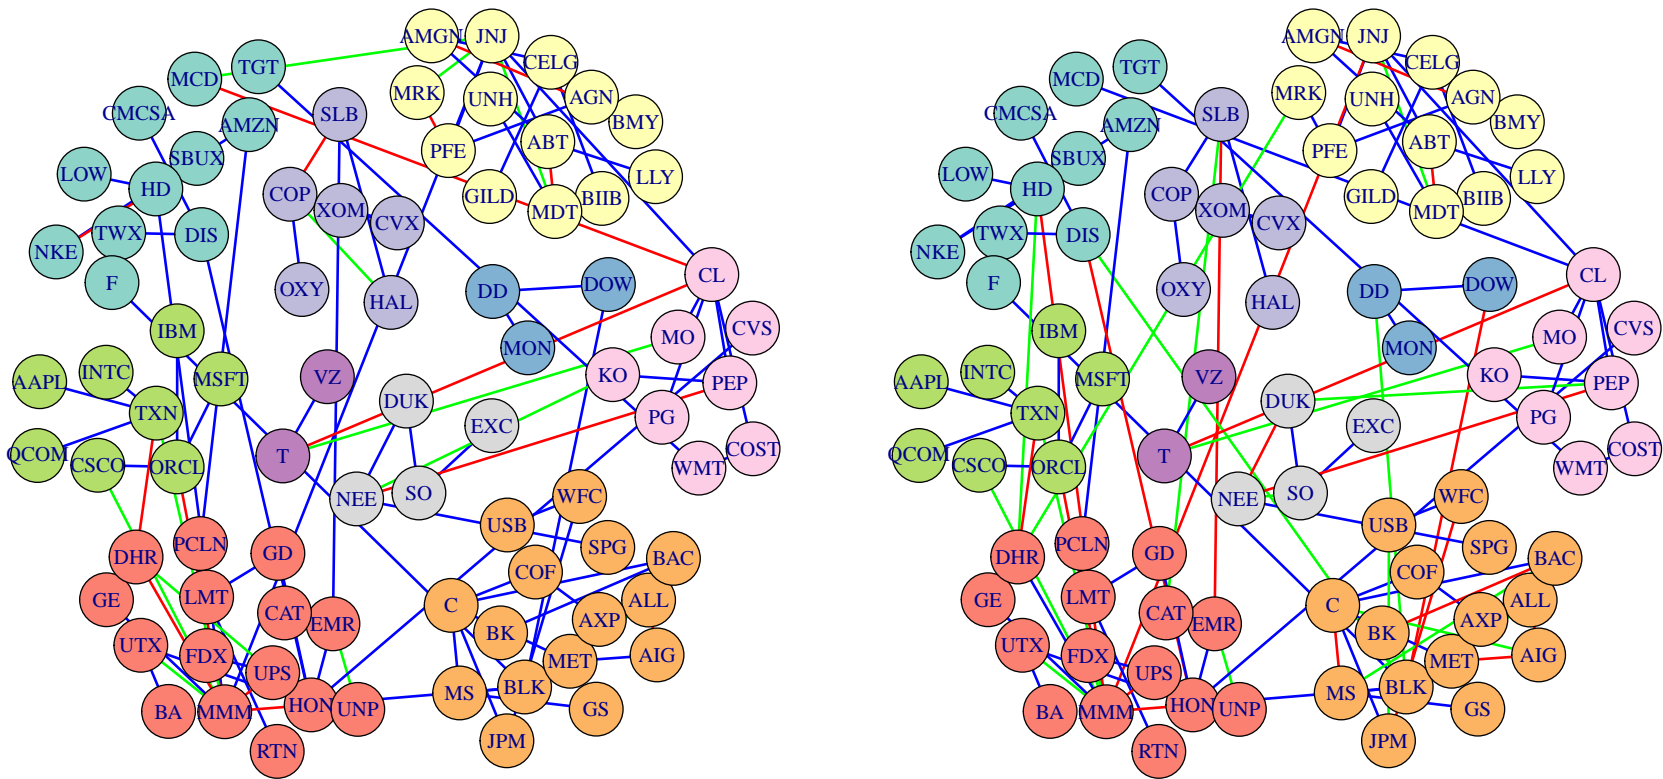 AMGN JNJ
TGT CELG
MCD MRK UNH AGN
CMCSA AMZN SLB BMY
SBUX PFE ABT
LOW HD COP GILD LLY
XOM MDT BIIB
NKE TWX DIS CVX
F OXY HAL DD DOW CL
IBM MON MO CVS
AAPL INTC MSFT VZ KO PEP
TXN DUK PG
QCOM CSCO ORCL T EXC COST
NEE SO WFC WMT
DHR PCLN GD USB SPG BAC
GE LMT CAT COF ALL
EMR C BK AXP
UTX FDX UPS MET AIG
BA MMM HON UNP MS BLK GS
RTN JPM
AMGN JNJ
TGT CELG
MCD MRK UNH AGN
CMCSA AMZN SLB BMY
SBUX PFE ABT
LOW HD COP GILD LLY
XOM MDT BIIB
NKE TWX DIS CVX
F OXY HAL DD DOW CL
IBM MON MO CVS
AAPL INTC MSFT VZ KO PEP
TXN DUK PG
QCOM CSCO ORCL T EXC COST
NEE SO WFC WMT
DHR PCLN GD USB SPG BAC
GE LMT CAT COF ALL
EMR C BK AXP
UTX FDX UPS MET AIG
BA MMM HON UNP MS BLK GS
RTN JPM